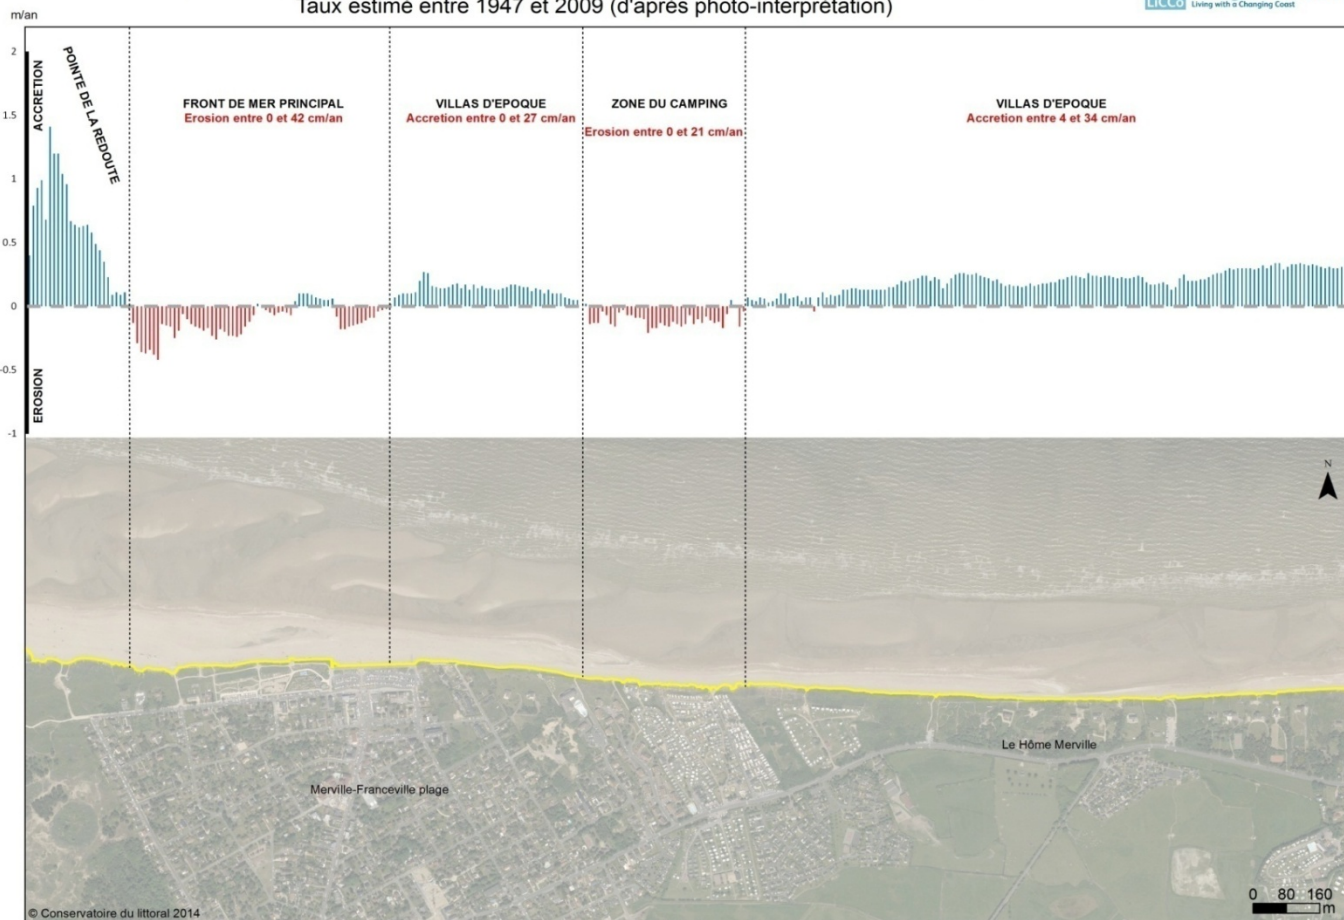 Taux estimé entre 1947 et 2009 (d'après photo-interprétation)
LiCCo
Living with a Changing Coast
m/an
2
1.5
1
0.5
0
-0.5
-1
ACCRETION
EROSION
POINTE DE LA REDOUTE
FRONT DE MER PRINCIPAL
Erosion entre 0 et 42 cm/an
VILLAS D'EPOQUE
Accretion entre 0 et 27 cm/an
ZONE DU CAMPING
Erosion entre 0 et 21 cm/an
VILLAS D'EPOQUE
Accretion entre 4 et 34 cm/an
N
Le Hôme Merville
Merville-Franceville plage
0 80 160
m
© Conservatoire du littoral 2014